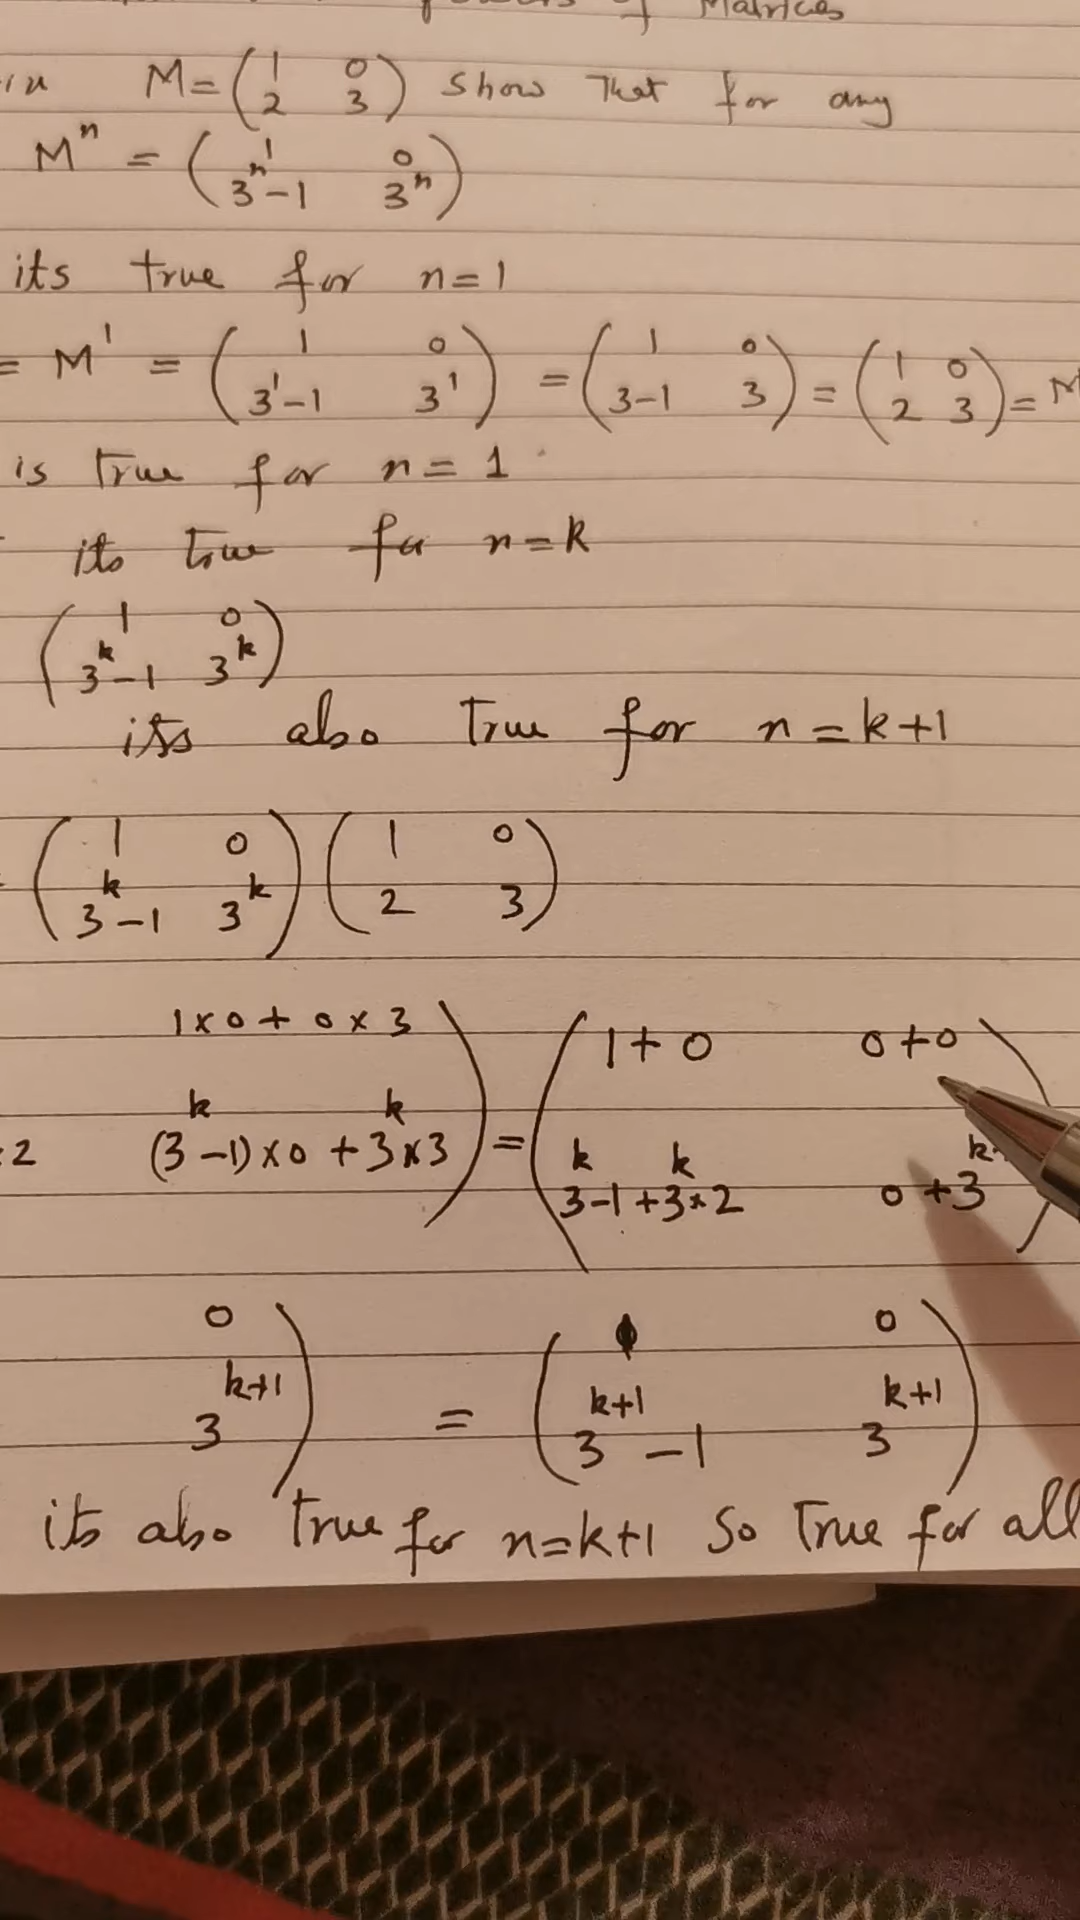 of Matrices
M = ( 1 0 ) show that for any
2 3
M^n = ( 1 0 )
3^n - 1 3^n
its true for n = 1
= M^1 = ( 1 0 ) = ( 1 0 ) = ( 1 0 ) = M
3^1 - 1 3^1 3 - 1 3 2 3
is true for n = 1
its true for n = k
( 1 0 )
3^k - 1 3^k
its also true for n = k+1
( 1 0 ) ( 1 0 )
3^k - 1 3^k 2 3
1 × 0 + 0 × 3 ) = ( 1 + 0 0 + 0 )
2 (3^k - 1) × 0 + 3^k × 3 3^k - 1 + 3^k × 2 0 + 3^k
0 ) = ( 1 0 )
3^k+1 3^k+1 - 1 3^k+1
its also true for n = k+1 So True for all